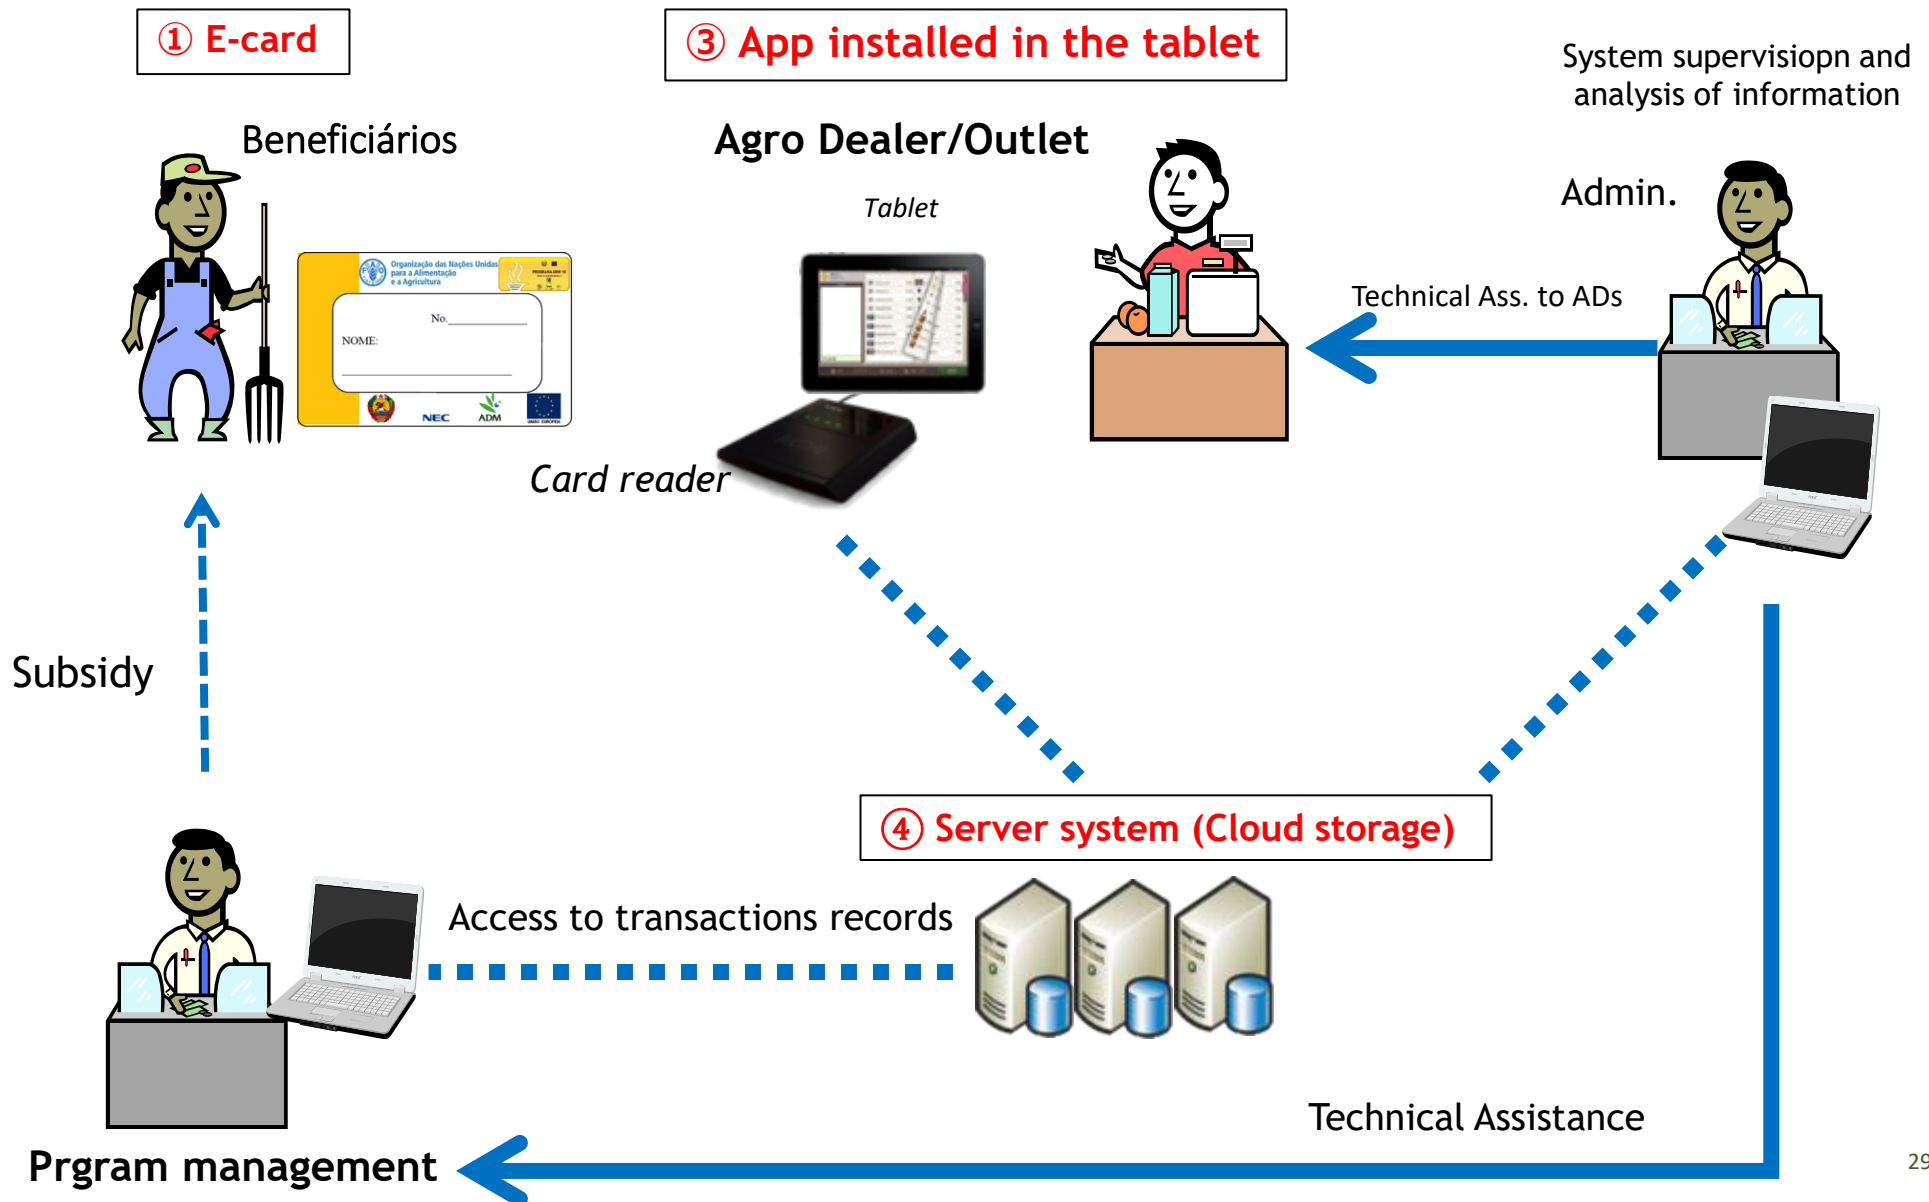 ① E-card
③ App installed in the tablet
System supervisiopn and
analysis of information
Beneficiários
Agro Dealer/Outlet
Tablet
Admin.
Organização das Nações Unidas
para a Alimentação
e a Agricultura
No.
NOME:
NEC
ADM
UNIÃO EUROPEIA
Technical Ass. to ADs
Card reader
Subsidy
④ Server system (Cloud storage)
Access to transactions records
Technical Assistance
Prgram management
29